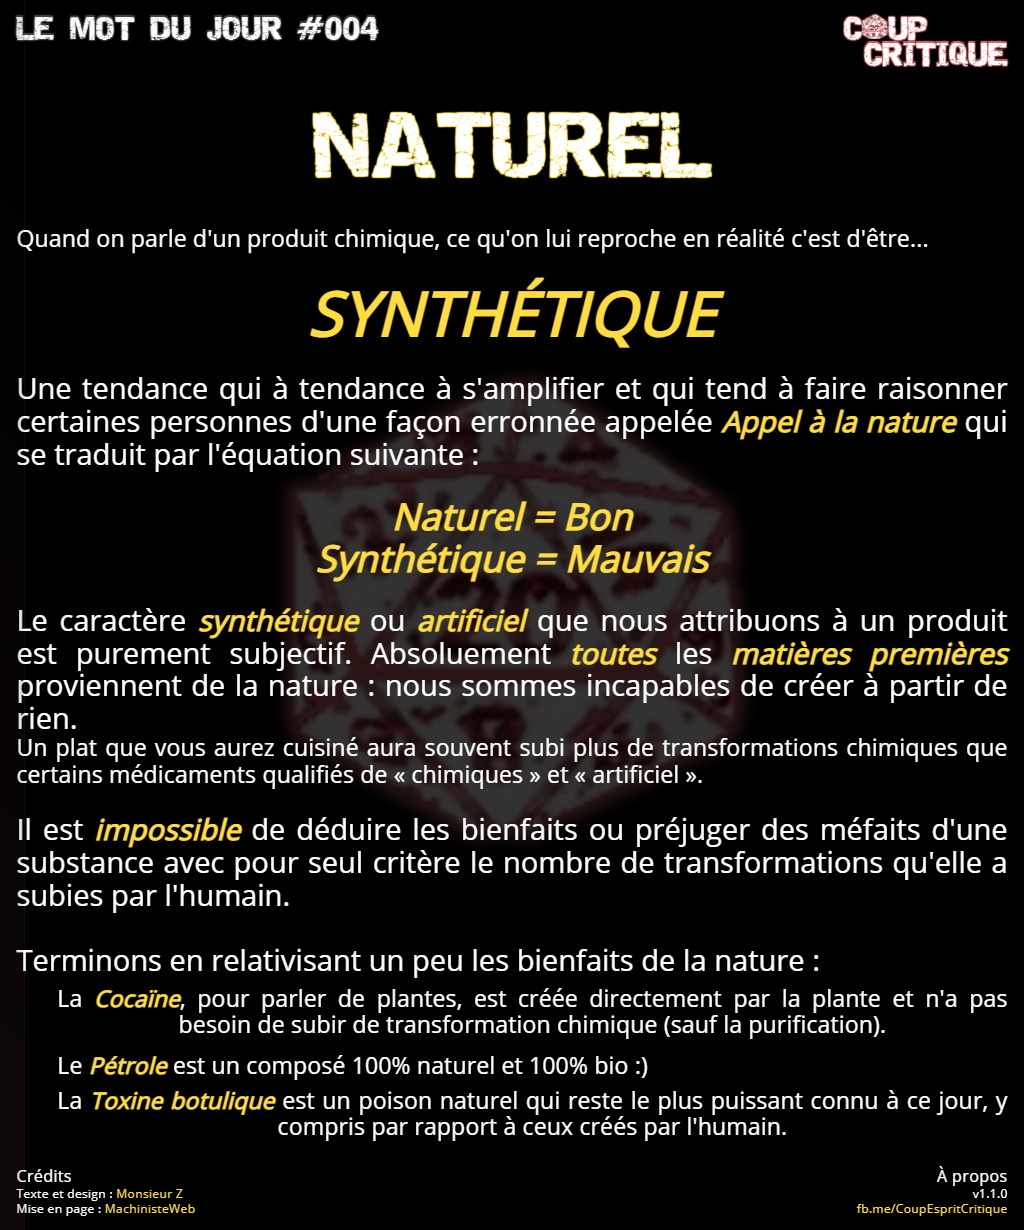 LE MOT DU JOUR #004
COUP
CRITIQUE
NATUREL
Quand on parle d'un produit chimique, ce qu'on lui reproche en réalité c'est d'être...
SYNTHÉTIQUE
Une tendance qui à tendance à s'amplifier et qui tend à faire raisonner
certaines personnes d'une façon erronnée appelée Appel à la nature qui
se traduit par l'équation suivante :
Naturel = Bon
Synthétique = Mauvais
Le caractère synthétique ou artificiel que nous attribuons à un produit
est purement subjectif. Absoluement toutes les matières premières
proviennent de la nature : nous sommes incapables de créer à partir de
rien.
Un plat que vous aurez cuisiné aura souvent subi plus de transformations chimiques que
certains médicaments qualifiés de « chimiques » et « artificiel ».
Il est impossible de déduire les bienfaits ou préjuger des méfaits d'une
substance avec pour seul critère le nombre de transformations qu'elle a
subies par l'humain.
Terminons en relativisant un peu les bienfaits de la nature :
La Cocaïne, pour parler de plantes, est créée directement par la plante et n'a pas
besoin de subir de transformation chimique (sauf la purification).
Le Pétrole est un composé 100% naturel et 100% bio :)
La Toxine botulique est un poison naturel qui reste le plus puissant connu à ce jour, y
compris par rapport à ceux créés par l'humain.
Crédits
Texte et design : Monsieur Z
Mise en page : MachinisteWeb
À propos
v1.1.0
fb.me/CoupEspritCritique